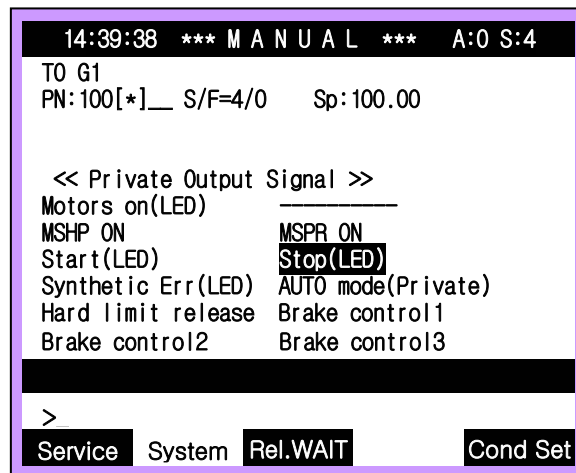 14:39:38 *** M A N U A L *** A:0 S:4
T0 G1
PN:100[*]__ S/F=4/0 Sp:100.00
<< Private Output Signal >>
Motors on(LED) ----------
MSHP ON MSPR ON
Start(LED) Stop(LED)
Synthetic Err(LED) AUTO mode(Private)
Hard limit release Brake control1
Brake control2 Brake control3
>_
Service System Rel.WAIT Cond Set